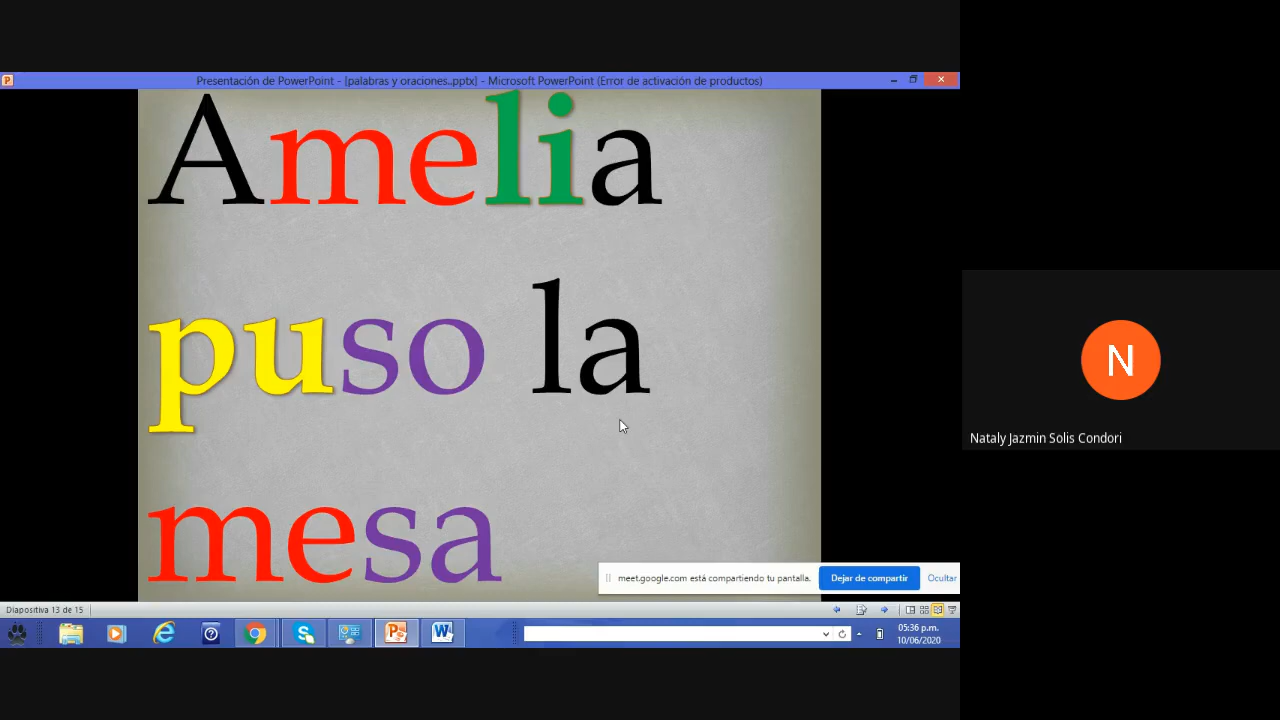 Presentación de PowerPoint - [palabras y oraciones..pptx] - Microsoft PowerPoint (Error de activación de productos)
Amelia
puso la
mesa
N
Nataly Jazmin Solis Condori
meet.google.com está compartiendo tu pantalla.
Dejar de compartir
Ocultar
Diapositiva 13 de 15
05:36 p.m.
10/06/2020